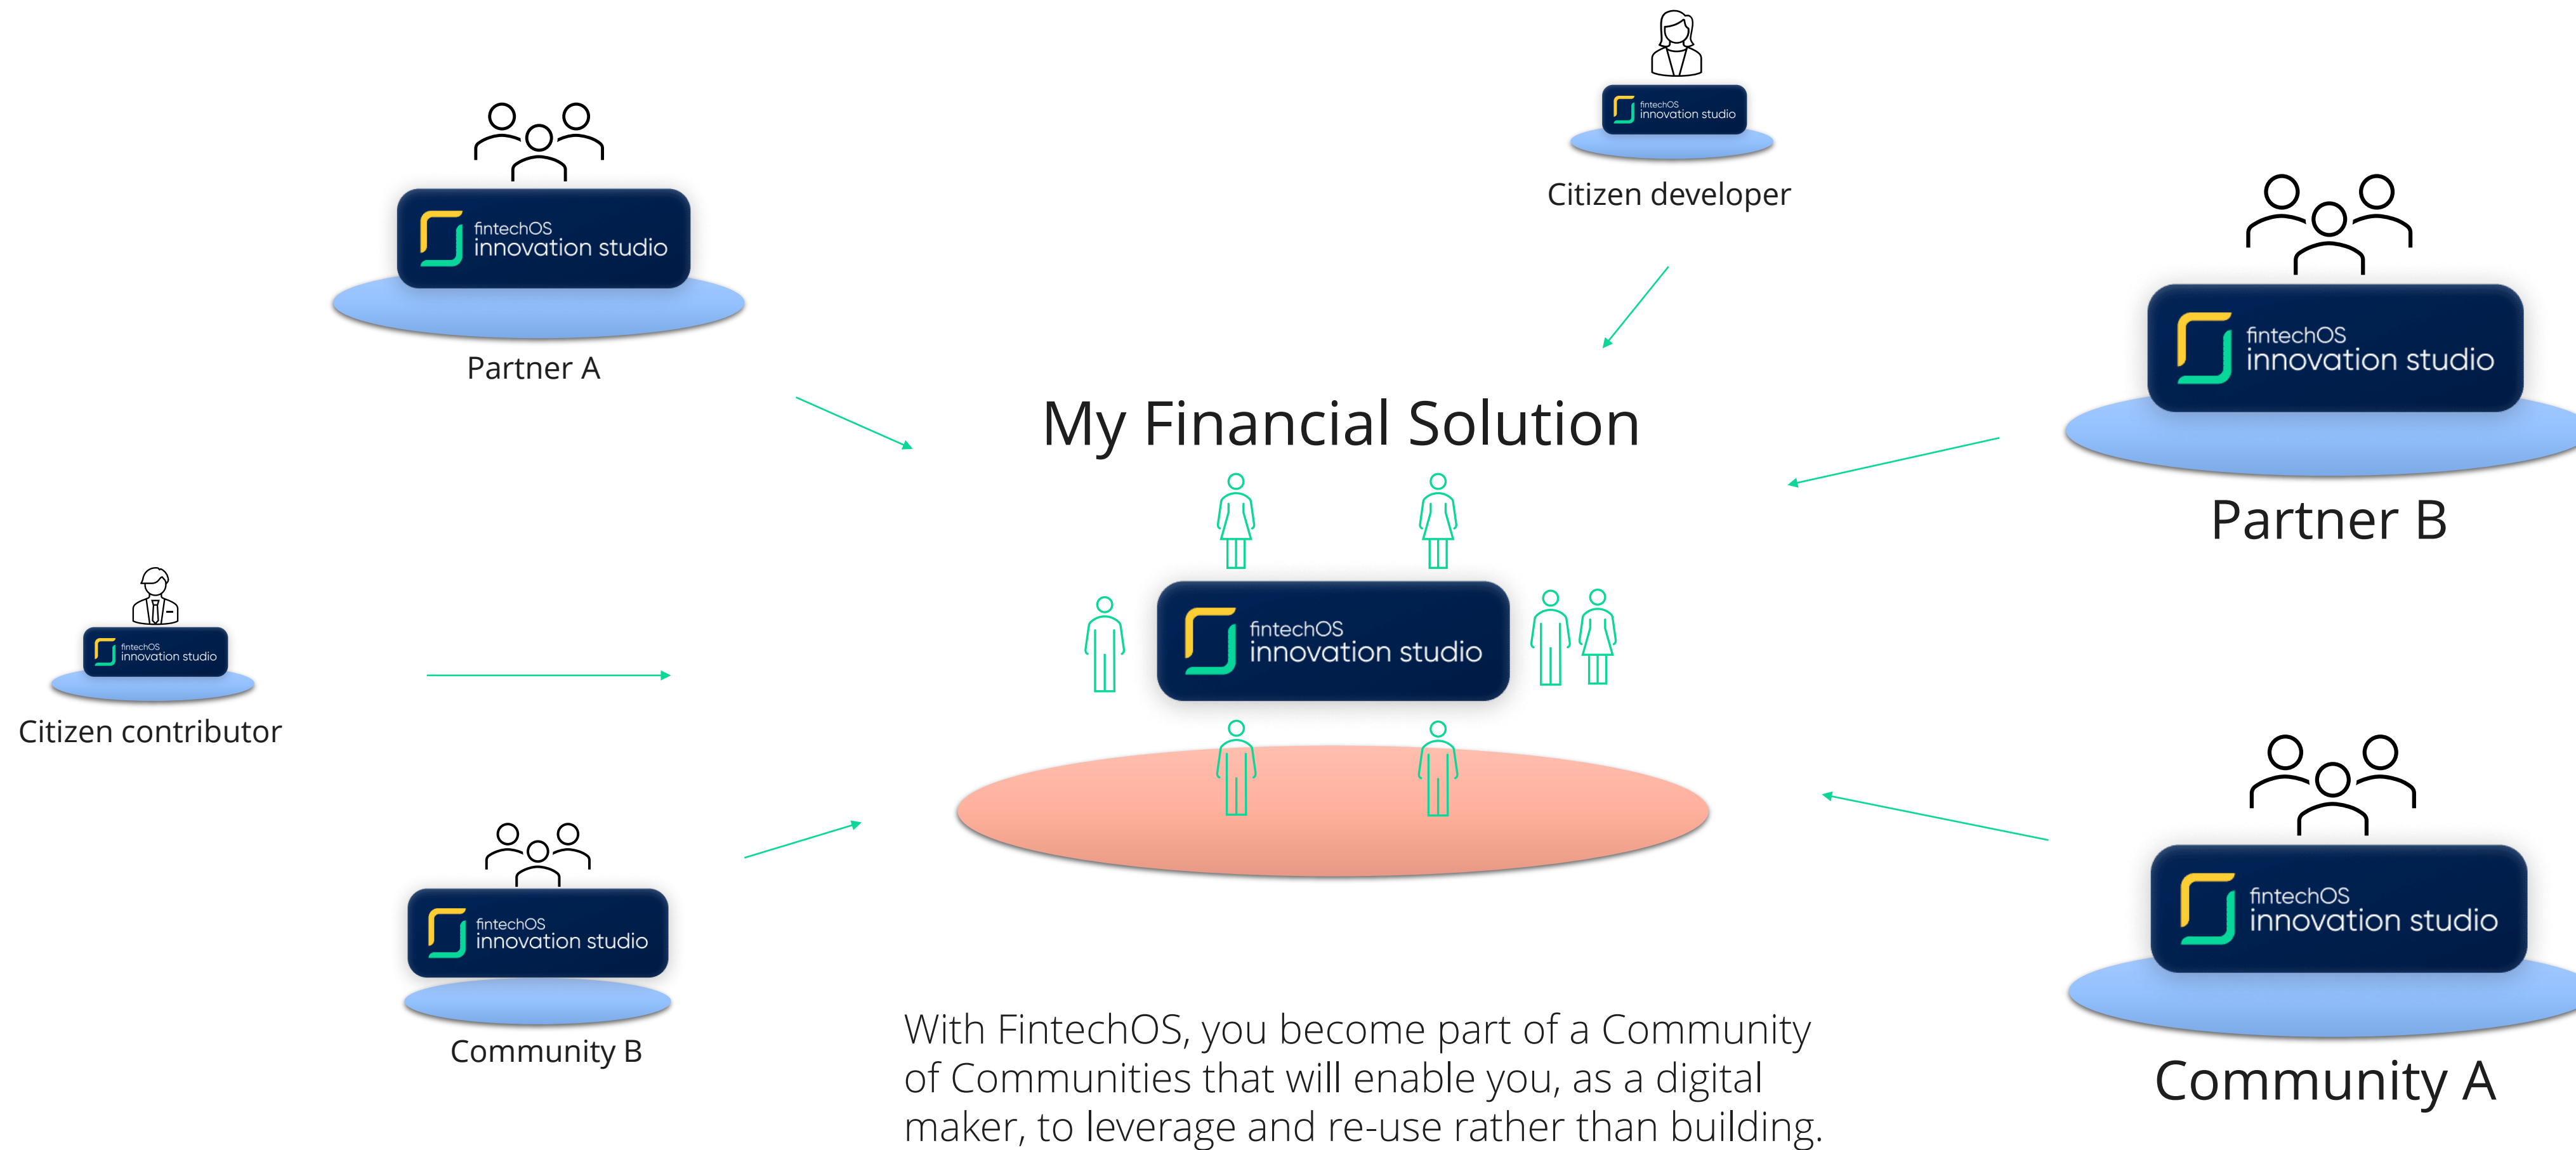 fintechOS
innovation studio
Citizen developer
fintechOS
innovation studio
Partner A
fintechOS
innovation studio
Partner B
My Financial Solution
fintechOS
innovation studio
fintechOS
innovation studio
Citizen contributor
fintechOS
innovation studio
Community B
fintechOS
innovation studio
Community A
With FintechOS, you become part of a Community
of Communities that will enable you, as a digital
maker, to leverage and re-use rather than building.